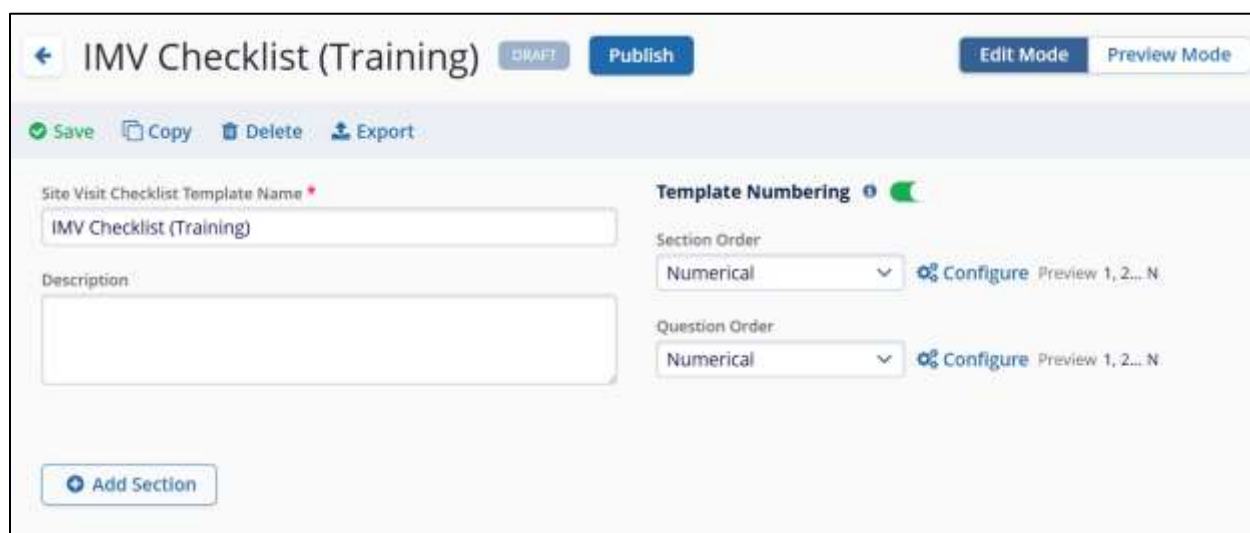 IMV Checklist (Training) DRAFT Publish Edit Mode Preview Mode
Save Copy Delete Export
Site Visit Checklist Template Name *
IMV Checklist (Training)
Description
Template Numbering
Section Order
Numerical Configure Preview 1, 2... N
Question Order
Numerical Configure Preview 1, 2... N
Add Section